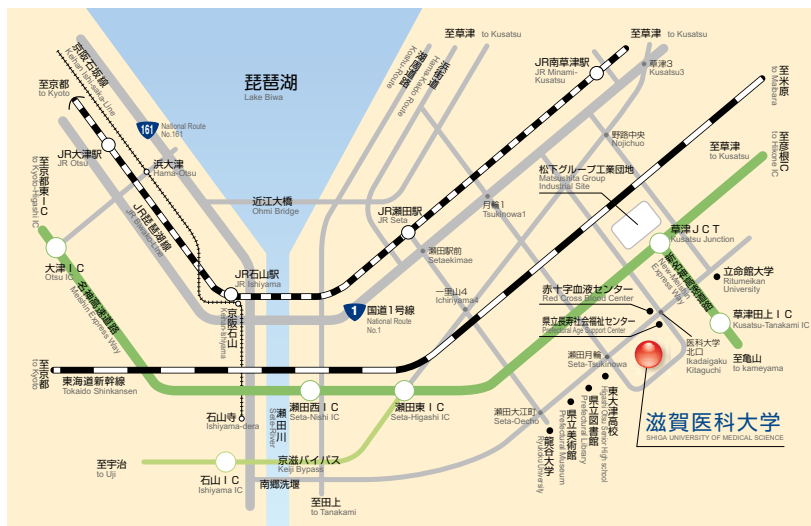 京阪石坂線
Keihan Ishi-saka-Line
至京都
to Kyoto
161
National Route
No.161
琵琶湖
Lake Biwa
湖周道路
Kosho-Route
浜街道
Hama-Kaido Route
至草津 to Kusatsu
至草津 to Kusatsu
JR南草津駅
JR Minami-
Kusatsu
草津3
Kusatsu3
至米原
to Maibara
野路中央
Nojichuo
至草津
to Kusatsu
至彦根IC
to Hikone IC
JR大津駅
JR Otsu
浜大津
Hama-Otsu
至京都東IC
to Kyoto-Higashi IC
松下グループ工業団地
Matsushita Group
Industrial Site
近江大橋
Ohmi Bridge
月輪1
Tsukinowa1
JR琵琶湖線
JR Biwako-Line
JR瀬田駅
JR Seta
草津JCT
Kusatsu Junction
瀬田駅前
Setaekimae
大津IC
Otsu IC
JR石山駅
JR Ishiyama
一里山4
Ichiriyama4
New-Meishin
Express Way
立命館大学
Ritumeikan
University
名神高速道路
Meishin Express Way
京阪石山
Keihan-Ishiyama
1
国道1号線
National Route
No.1
赤十字血液センター
Red Cross Blood Center
県立長寿社会福祉センター
Prefectural Age Support Center
草津田上IC
Kusatsu-Tanakami IC
医科大学
北口
Ikadaigaku
Kitaguchi
至亀山
to kameyama
瀬田月輪
Seta-Tsukinowa
至京都
to Kyoto
東海道新幹線
Tokaido Shinkansen
瀬田西IC
Seta-Nishi IC
瀬田東IC
Seta-Higashi IC
石山寺
Ishiyama-dera
瀬田川
Seta-River
瀬田大江町
Seta-Oecho
東大津高校
Higashi Otsu Senior High school
県立図書館
Prefectural Library
県立美術館
Prefectural Museum
龍谷大学
Ryukoku University
滋賀医科大学
SHIGA UNIVERSITY OF MEDICAL SCIENCE
至宇治
to Uji
石山IC
Ishiyama IC
京滋バイパス
Keiji Bypass
南郷洗堰
至田上
to Tanakami